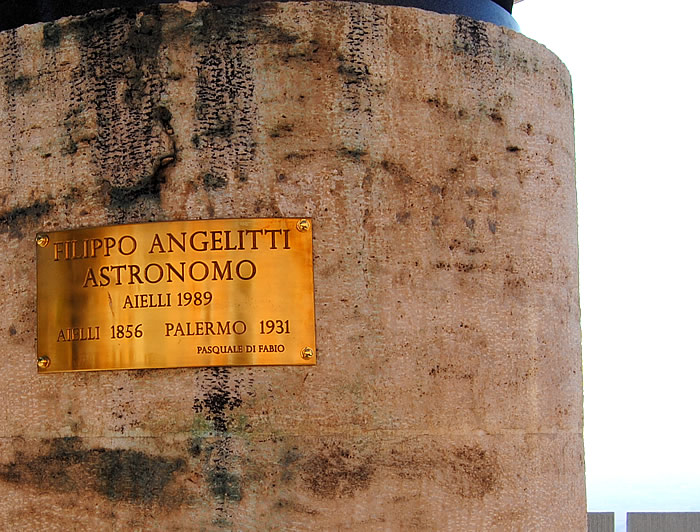 FILIPPO ANGELITTI
ASTRONOMO
AIELLI 1989
AIELLI 1856 PALERMO 1931
PASQUALE DI FABIO